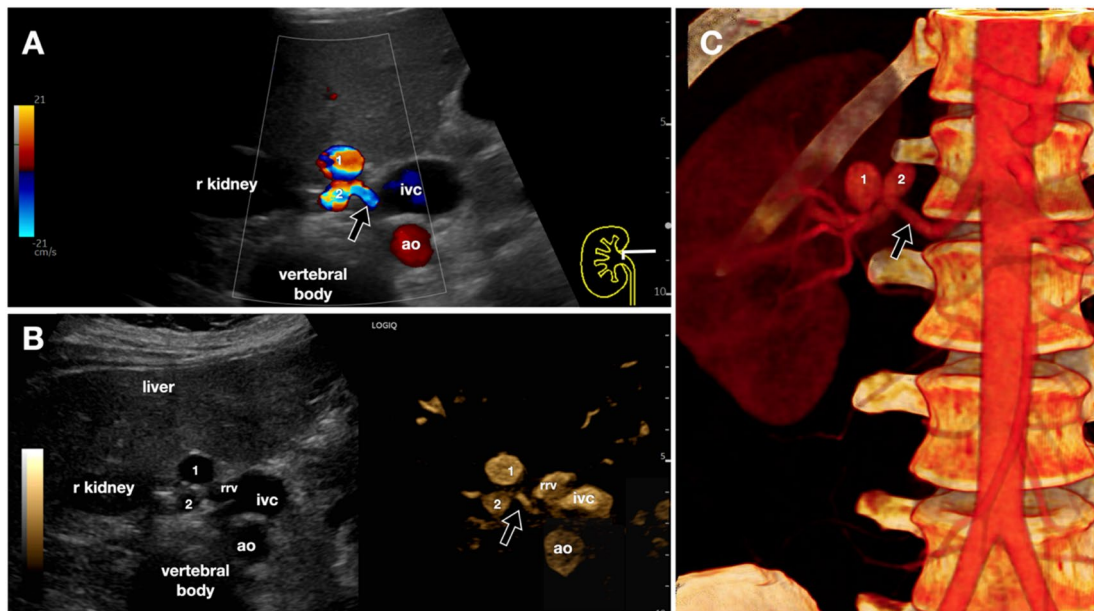 A
21
-21
cm/s
r kidney
1
2
ivc
ao
vertebral
body
5
10
B
LOGIQ
liver
r kidney
1
2
rrv
ivc
ao
vertebral
body
1
2
rrv
ivc
ao
5
C
1
2